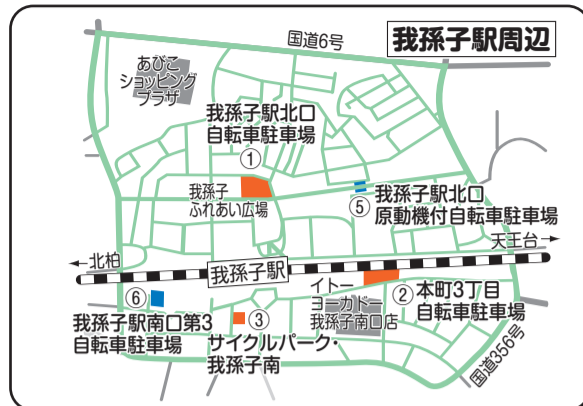 我孫子駅周辺
国道6号
あびこ
ショッピング
プラザ
我孫子駅北口
自転車駐車場
①
我孫子
ふれあい広場
⑤
我孫子駅北口
原動機付自転車駐車場
天王台
北柏
我孫子駅
⑥
我孫子駅南口第3
自転車駐車場
③
サイクルパーク・
我孫子南
イトー
ヨーカドー
我孫子南口店
②
本町3丁目
自転車駐車場
国道356号